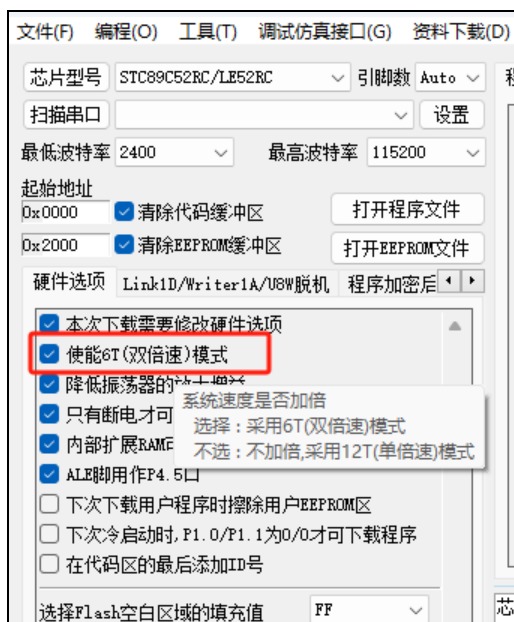 文件(F) 编程(O) 工具(T) 调试仿真接口(G) 资料下载(D)
芯片型号 STC89C52RC/LE52RC 引脚数 Auto
扫描串口 设置
最低波特率 2400 最高波特率 115200
起始地址
0x0000 清除代码缓冲区 打开程序文件
0x2000 清除EEPROM缓冲区 打开EEPROM文件
硬件选项 Link1D/Writer1A/U8W脱机 程序加密后
本次下载需要修改硬件选项
使能6T(双倍速)模式
降低振荡器的放大增益
系统速度是否加倍
只有断电才可
选择：采用6T(双倍速)模式
内部扩展RAM
不选：不加倍,采用12T(单倍速)模式
ALE脚用作P4.5口
下次下载用户程序时擦除用户EEPROM区
下次冷启动时,P1.0/P1.1为0/0才可下载程序
在代码区的最后添加ID号
选择Flash空白区域的填充值 FF
芯